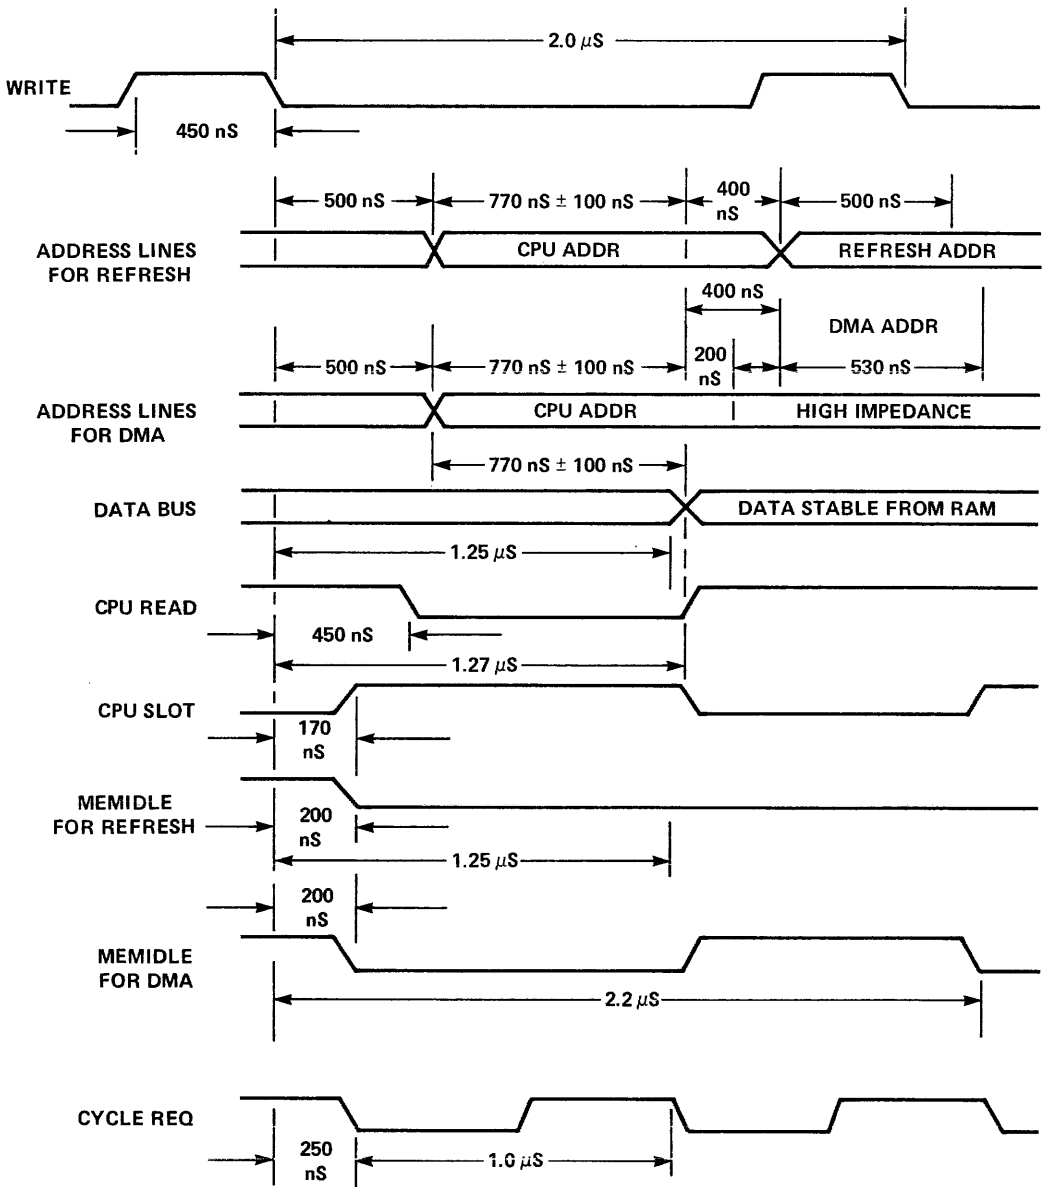 2.0 µS
WRITE
450 nS
500 nS
770 nS ± 100 nS
400
nS
500 nS
ADDRESS LINES
FOR REFRESH
CPU ADDR
REFRESH ADDR
400 nS
DMA ADDR
500 nS
770 nS ± 100 nS
200
nS
530 nS
ADDRESS LINES
FOR DMA
CPU ADDR
HIGH IMPEDANCE
770 nS ± 100 nS
DATA BUS
DATA STABLE FROM RAM
1.25 µS
CPU READ
450 nS
1.27 µS
CPU SLOT
170
nS
MEMIDLE
FOR REFRESH
200
nS
1.25 µS
200
nS
MEMIDLE
FOR DMA
2.2 µS
CYCLE REQ
250
nS
1.0 µS